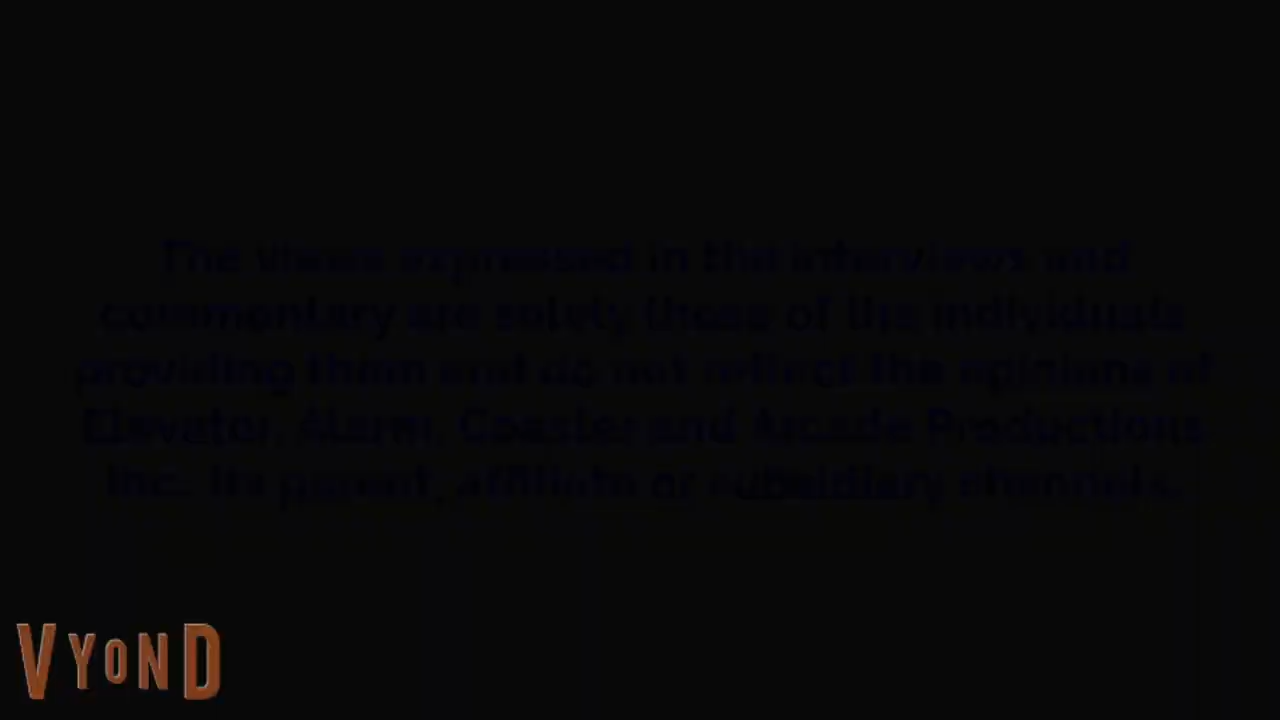 The views expressed in the interviews and
commentary are solely those of the individuals
providing them and do not reflect the opinions of
Elevator, Alarm, Coaster and Arcade Productions
Inc. its parent, affiliate or subsidiary channels.
VYOND